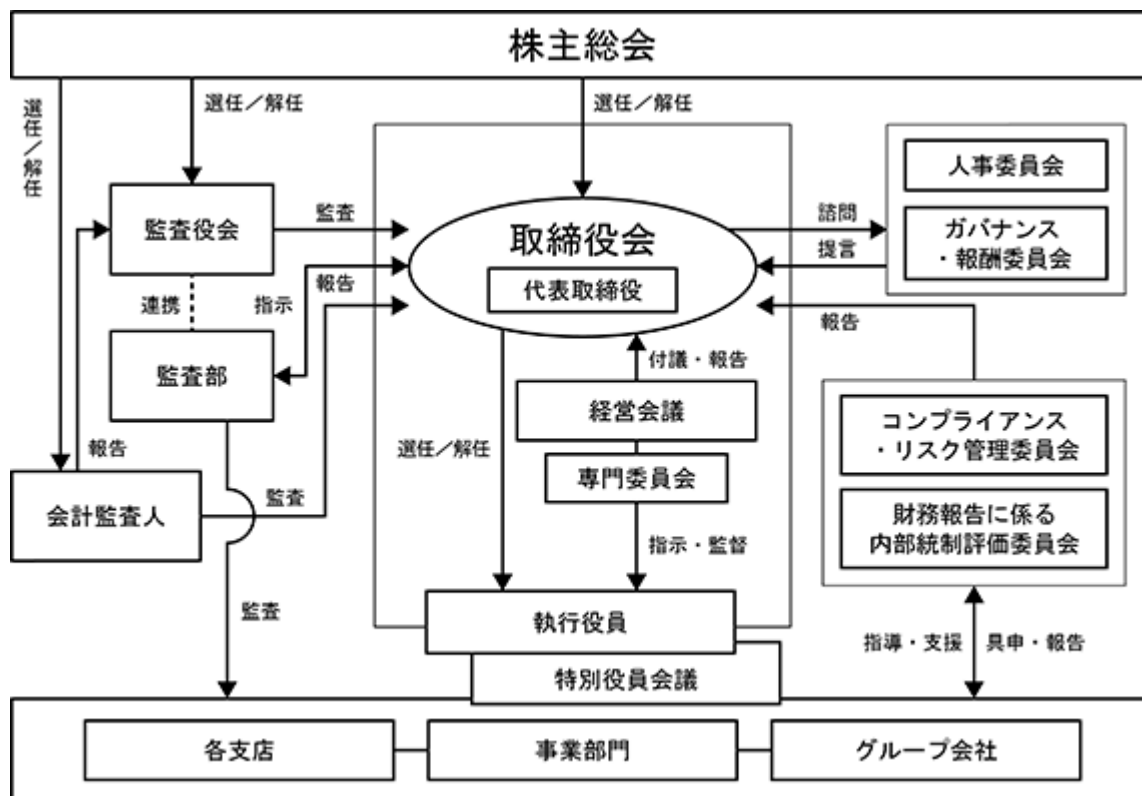 株主総会
選任／解任
選任／解任
選任／解任
人事委員会
ガバナンス
・報酬委員会
監査役会
監査
取締役会
代表取締役
諮問
提言
連携
指示
報告
報告
監査部
付議・報告
経営会議
専門委員会
コンプライアンス
・リスク管理委員会
財務報告に係る
内部統制評価委員会
報告
選任／解任
会計監査人
監査
指示・監督
監査
執行役員
特別役員会議
指導・支援
具申・報告
各支店
事業部門
グループ会社